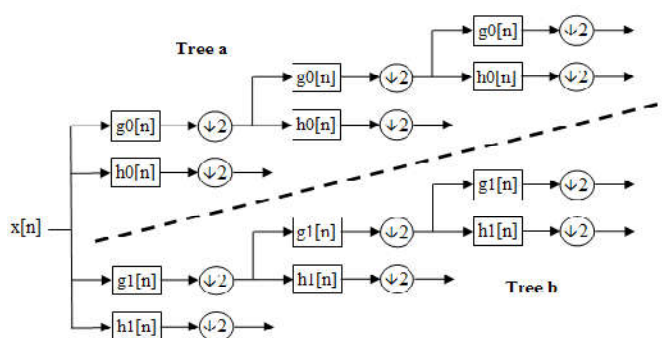 g0[n] ↓2
Tree a
g0[n] ↓2 h0[n] ↓2
g0[n] ↓2 h0[n] ↓2
h0[n] ↓2
g1[n] ↓2
x[n] g1[n] ↓2 h1[n] ↓2
g1[n] ↓2 h1[n] ↓2
Tree b
h1[n] ↓2